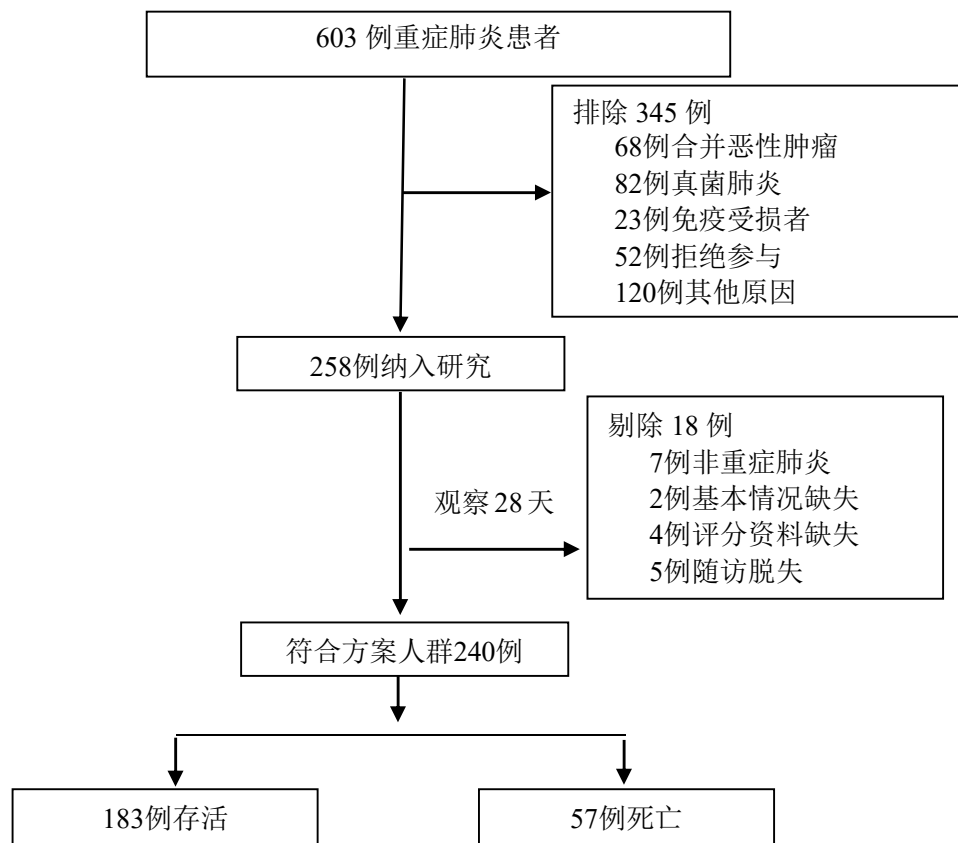 603 例重症肺炎患者
排除 345 例
68例合并恶性肿瘤
82例真菌肺炎
23例免疫受损者
52例拒绝参与
120例其他原因
258例纳入研究
剔除 18 例
7例非重症肺炎
2例基本情况缺失
4例评分资料缺失
5例随访脱失
观察 28 天
符合方案人群240例
183例存活
57例死亡